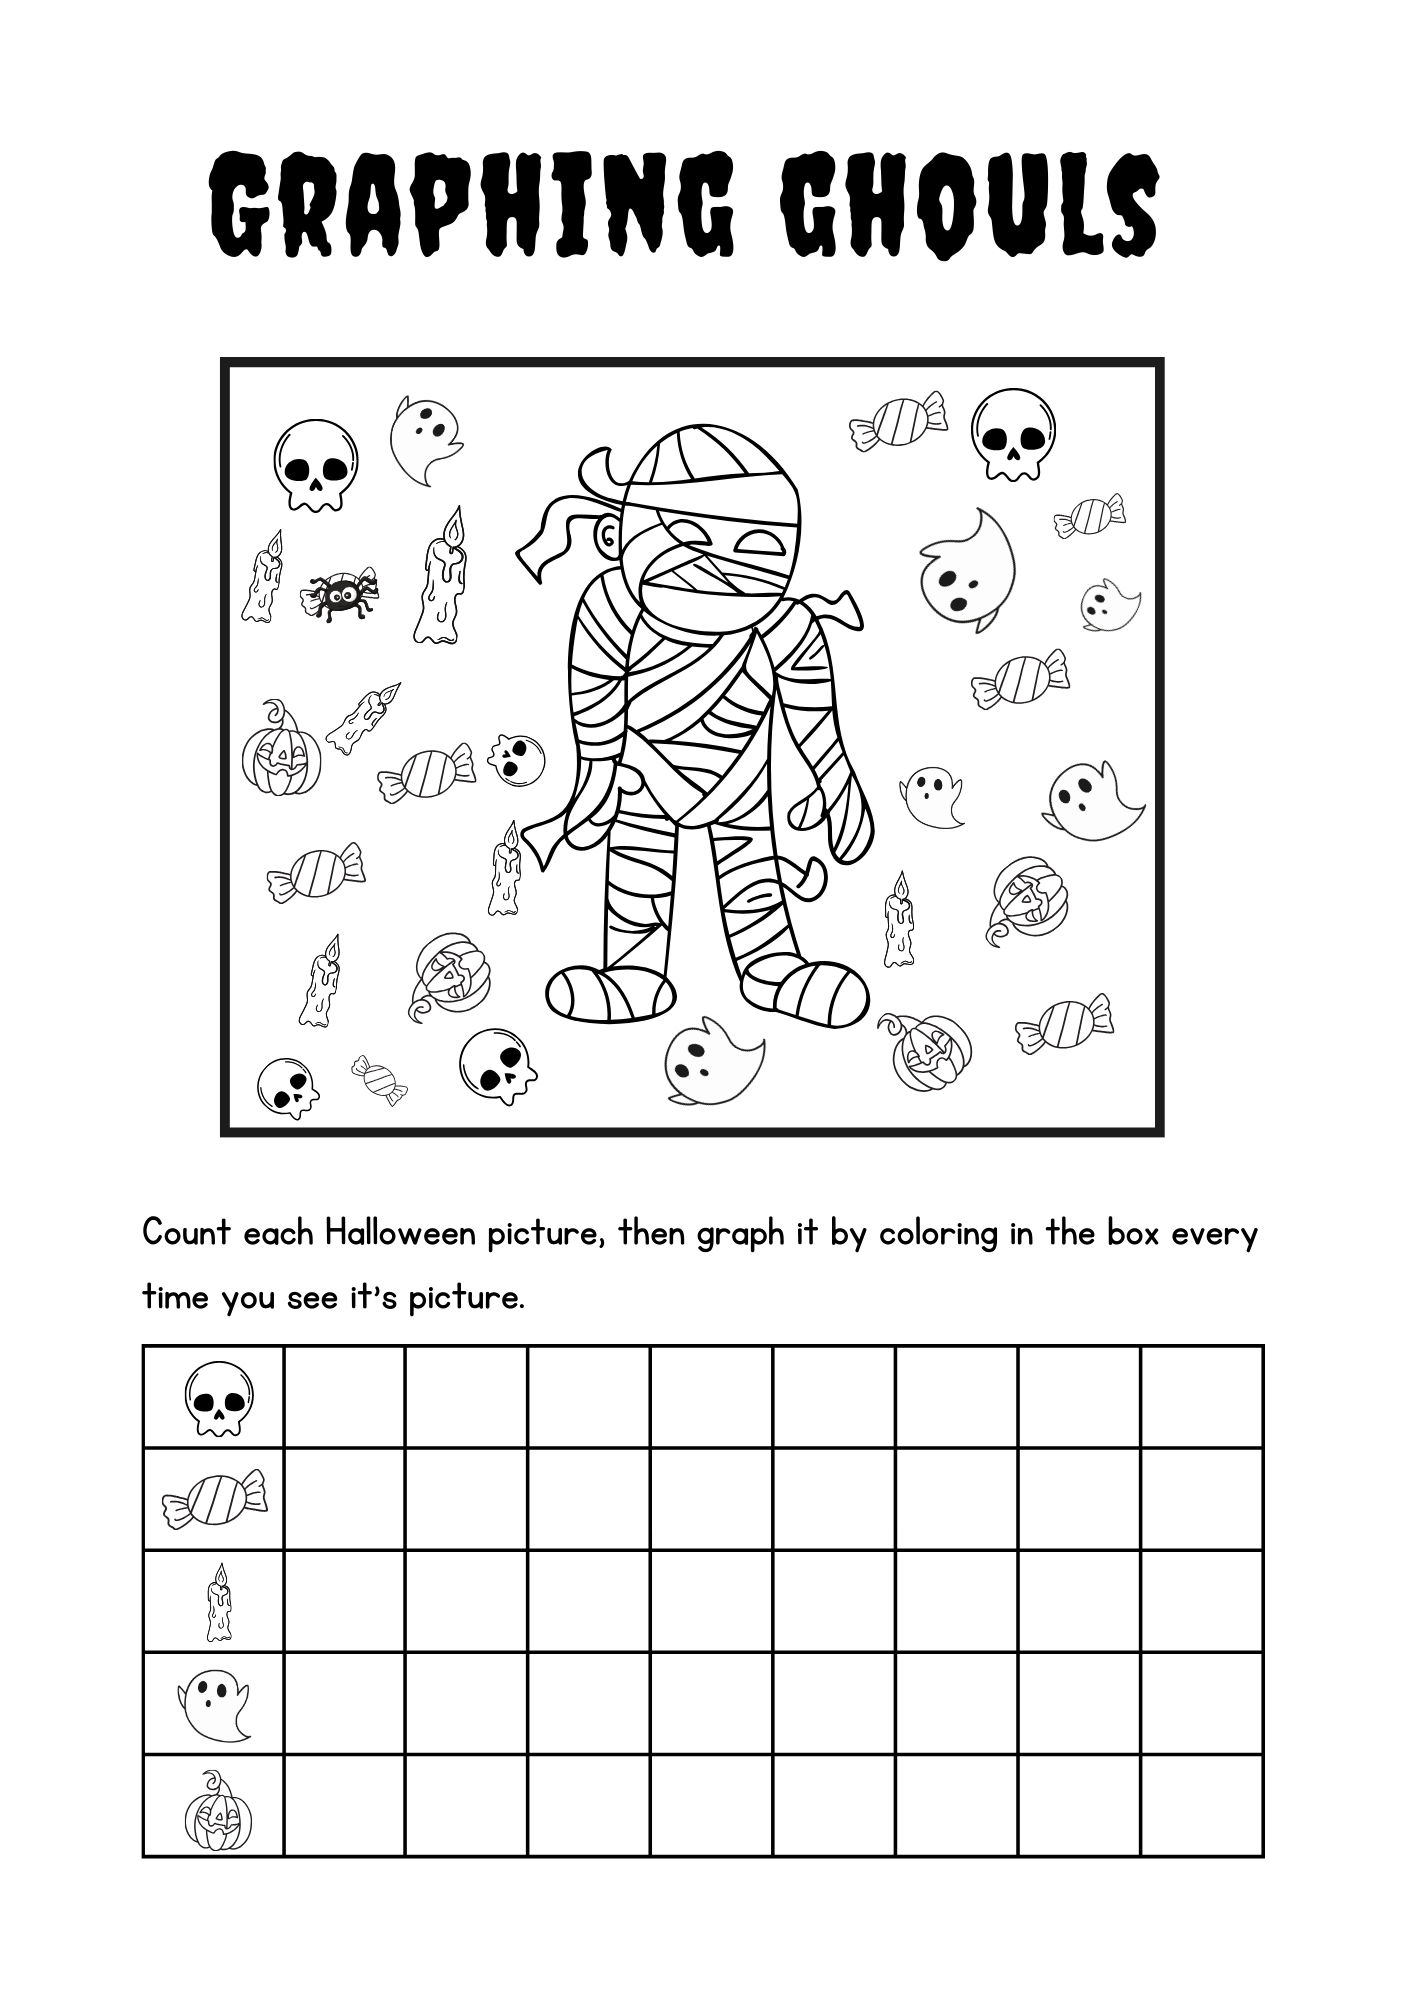 GRAPHING GHOULS
Count each Halloween picture, then graph it by coloring in the box every
time you see it's picture.